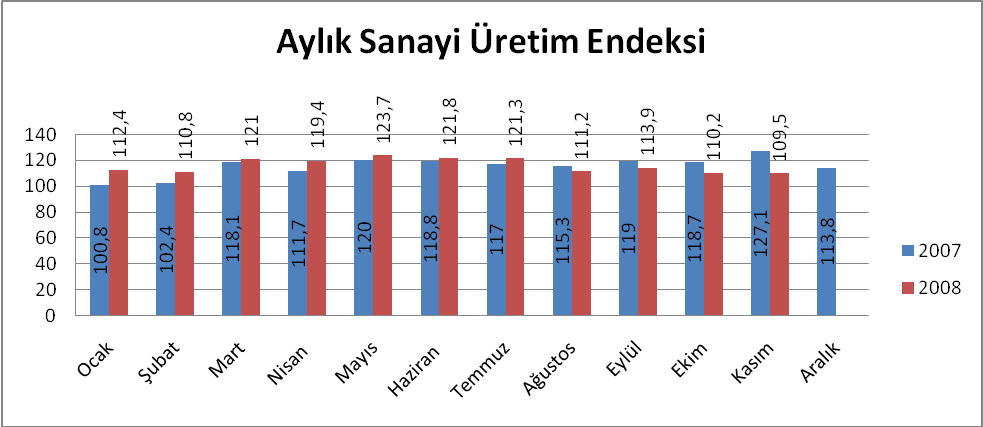 Aylık Sanayi Üretim Endeksi
112,4
110,8
121
119,4
123,7
121,8
121,3
111,2
113,9
110,2
109,5
140
120
100
80
60
40
20
0
100,8
102,4
118,1
111,7
120
118,8
117
115,3
119
118,7
127,1
113,8
2007
2008
Ocak
Şubat
Mart
Nisan
Mayıs
Haziran
Temmuz
Ağustos
Eylül
Ekim
Kasım
Aralık